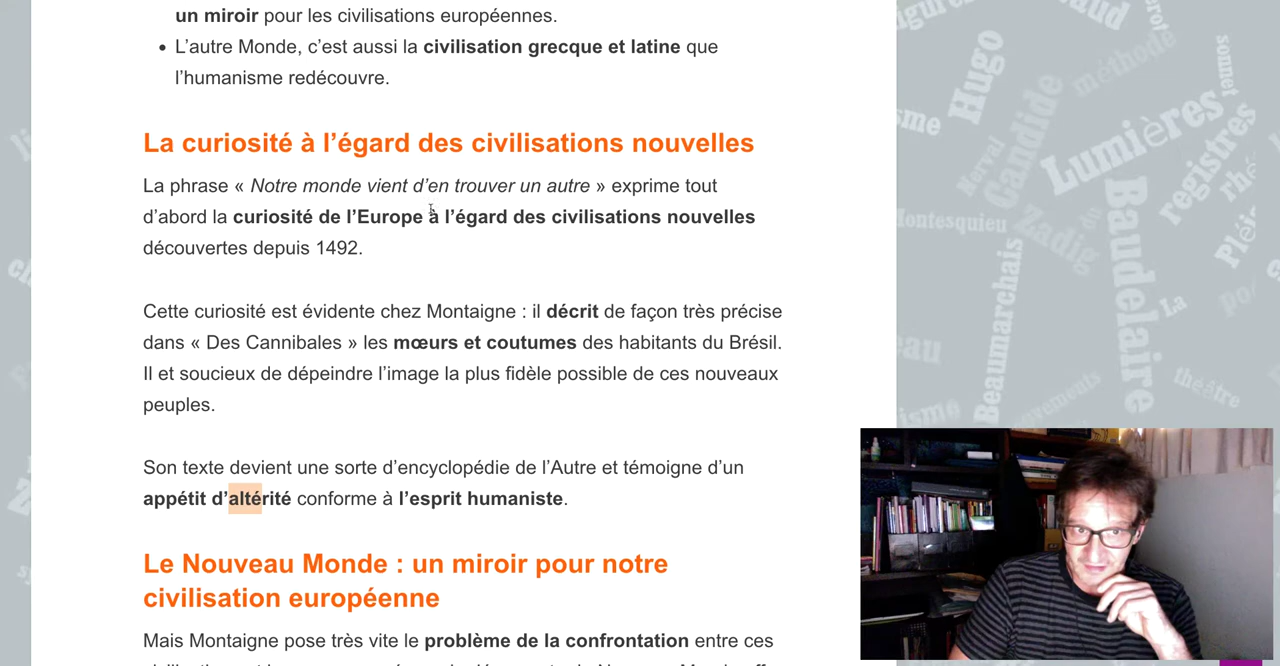 un miroir pour les civilisations européennes.
• L’autre Monde, c’est aussi la civilisation grecque et latine que
l’humanisme redécouvre.
La curiosité à l’égard des civilisations nouvelles
La phrase « Notre monde vient d’en trouver un autre » exprime tout
d’abord la curiosité de l’Europe à l’égard des civilisations nouvelles
découvertes depuis 1492.
Cette curiosité est évidente chez Montaigne : il décrit de façon très précise
dans « Des Cannibales » les mœurs et coutumes des habitants du Brésil.
Il et soucieux de dépeindre l’image la plus fidèle possible de ces nouveaux
peuples.
Son texte devient une sorte d’encyclopédie de l’Autre et témoigne d’un
appétit d’altérité conforme à l’esprit humaniste.
Le Nouveau Monde : un miroir pour notre
civilisation européenne
Mais Montaigne pose très vite le problème de la confrontation entre ces
Hugo
méthode
sonnet
Candide
Lumières
Nerval
registres
Montesquieu
Zadig
du
Baudelaire
Beaumarchais
La
théâtre